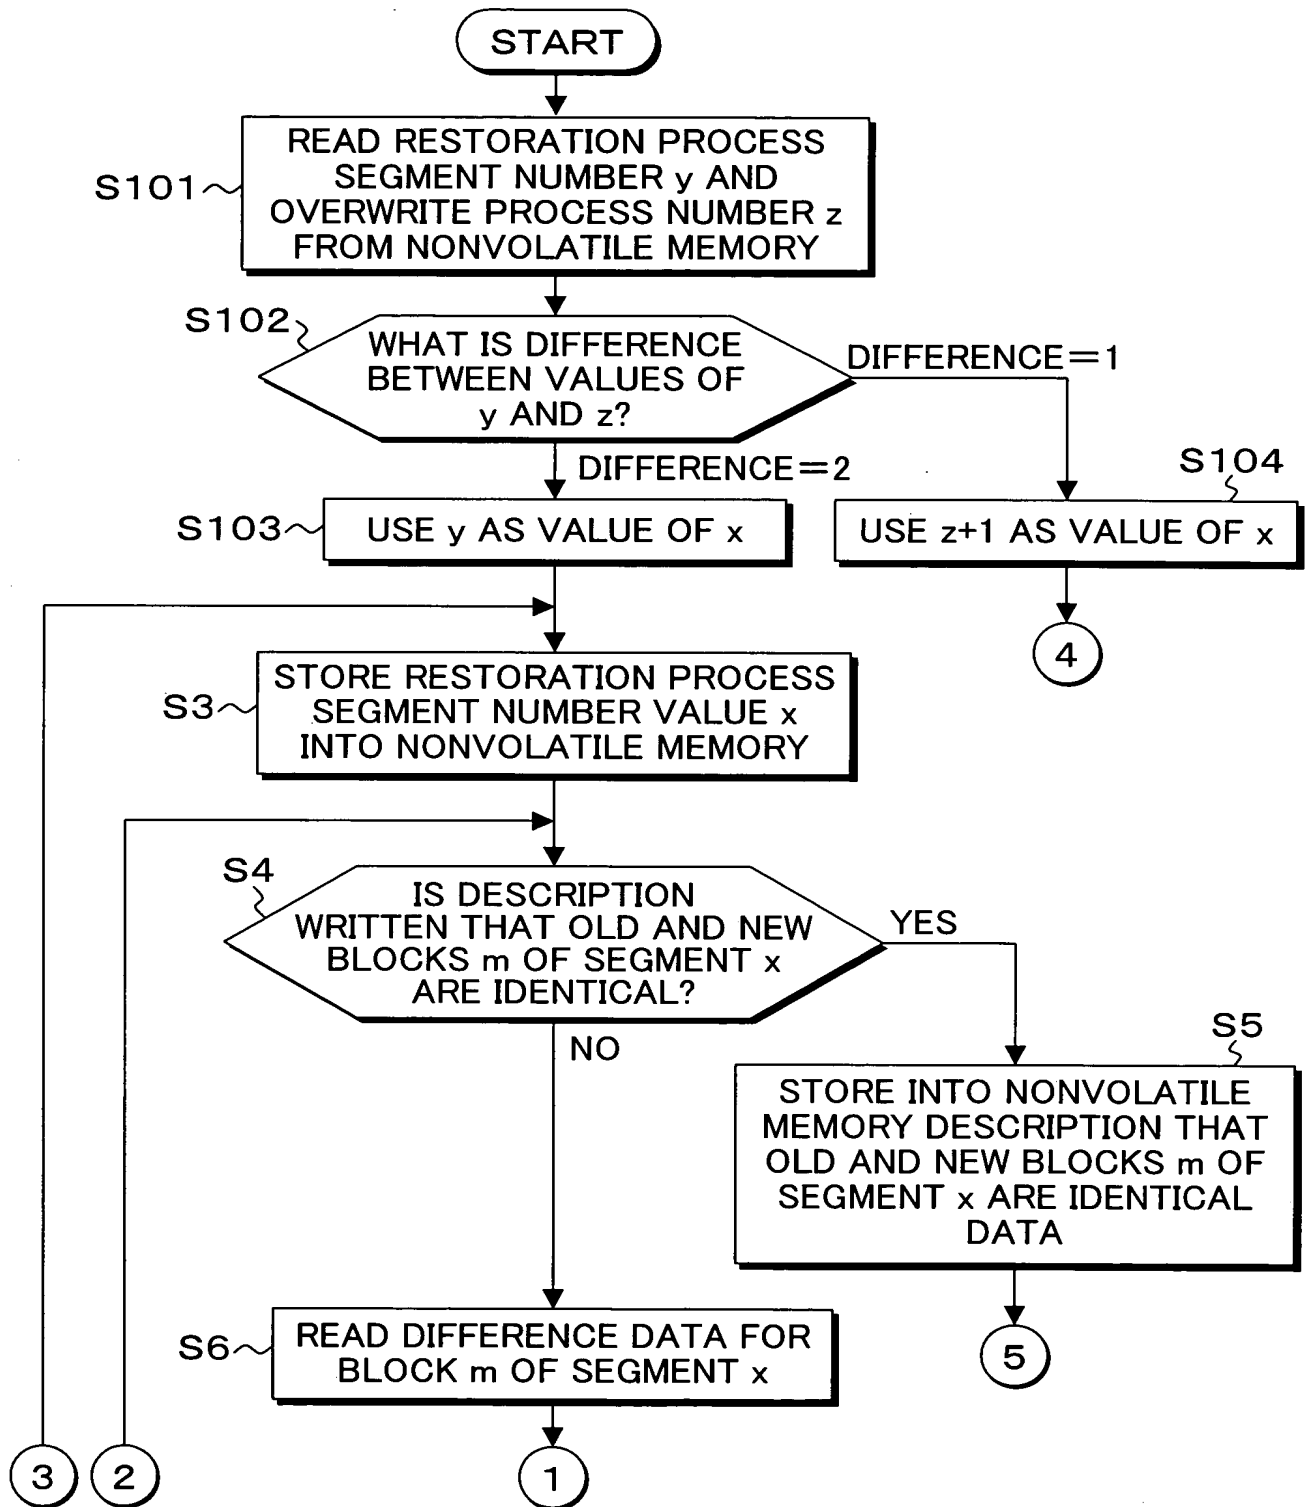 START
READ RESTORATION PROCESS
SEGMENT NUMBER y AND
OVERWRITE PROCESS NUMBER z
FROM NONVOLATILE MEMORY
S101
S102
WHAT IS DIFFERENCE
BETWEEN VALUES OF
y AND z?
DIFFERENCE=1
DIFFERENCE=2
S103
USE y AS VALUE OF x
S104
USE z+1 AS VALUE OF x
4
S3
STORE RESTORATION PROCESS
SEGMENT NUMBER VALUE x
INTO NONVOLATILE MEMORY
S4
IS DESCRIPTION
WRITTEN THAT OLD AND NEW
BLOCKS m OF SEGMENT x
ARE IDENTICAL?
YES
NO
S5
STORE INTO NONVOLATILE
MEMORY DESCRIPTION THAT
OLD AND NEW BLOCKS m OF
SEGMENT x ARE IDENTICAL
DATA
5
S6
READ DIFFERENCE DATA FOR
BLOCK m OF SEGMENT x
3
2
1